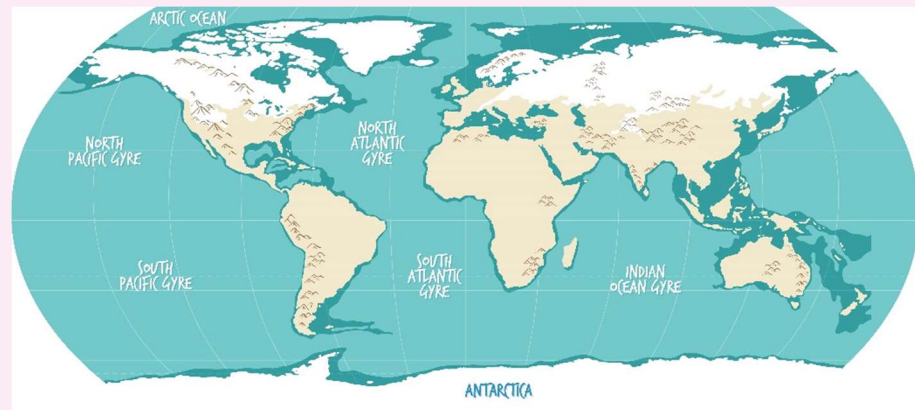 ARCTIC OCEAN
NORTH
PACIFIC GYRE
NORTH
ATLANTIC
GYRE
SOUTH
PACIFIC GYRE
SOUTH
ATLANTIC
GYRE
INDIAN
OCEAN GYRE
ANTARCTICA